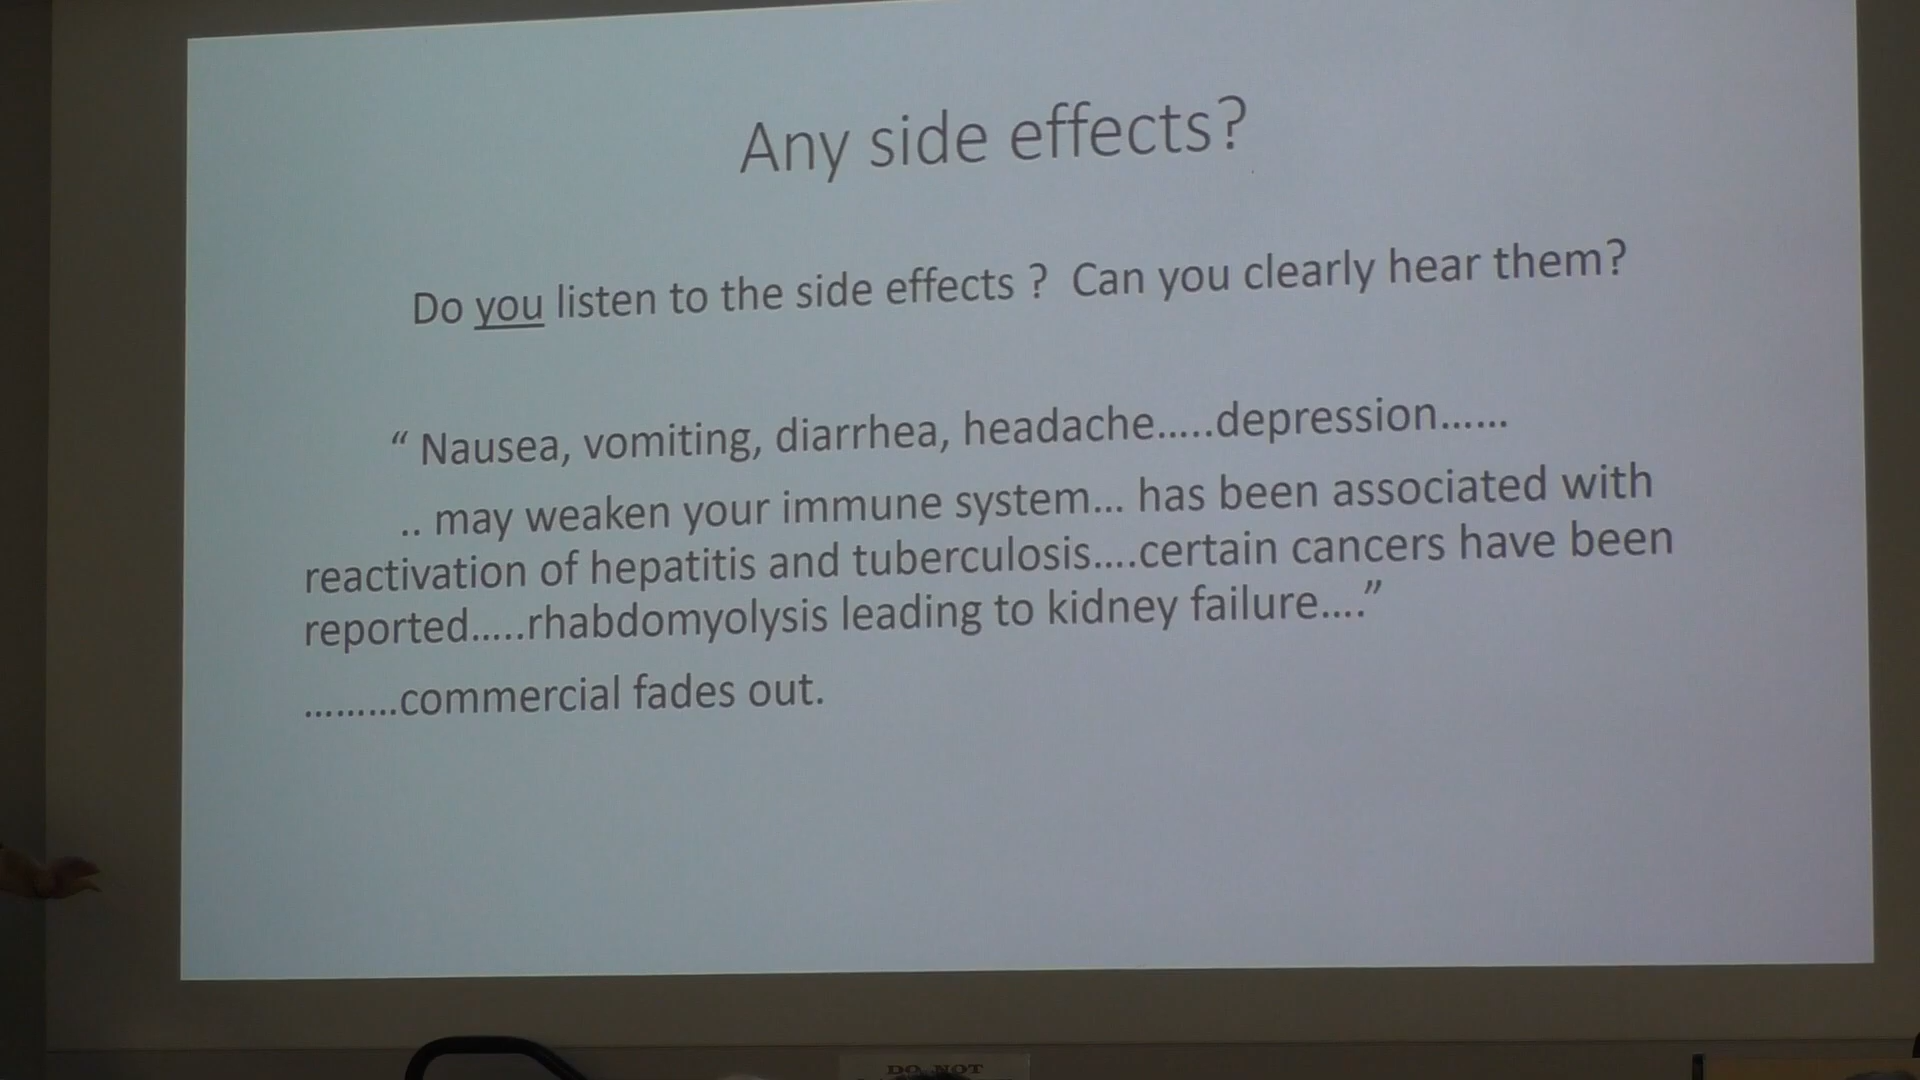 Any side effects?
Do you listen to the side effects ?  Can you clearly hear them?
“ Nausea, vomiting, diarrhea, headache.....depression......
.. may weaken your immune system... has been associated with
reactivation of hepatitis and tuberculosis....certain cancers have been
reported.....rhabdomyolysis leading to kidney failure....”
.........commercial fades out.
DO NOT